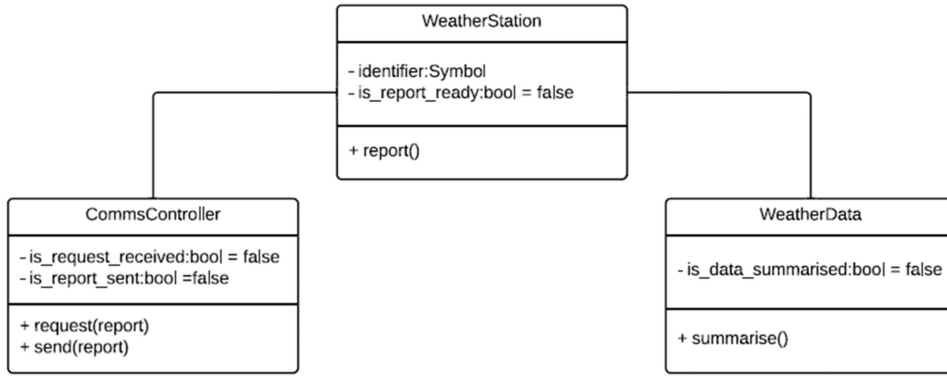 WeatherStation
- identifier:Symbol
- is_report_ready:bool = false
+ report()
CommsController
- is_request_received:bool = false
- is_report_sent:bool =false
+ request(report)
+ send(report)
WeatherData
- is_data_summarised:bool = false
+ summarise()